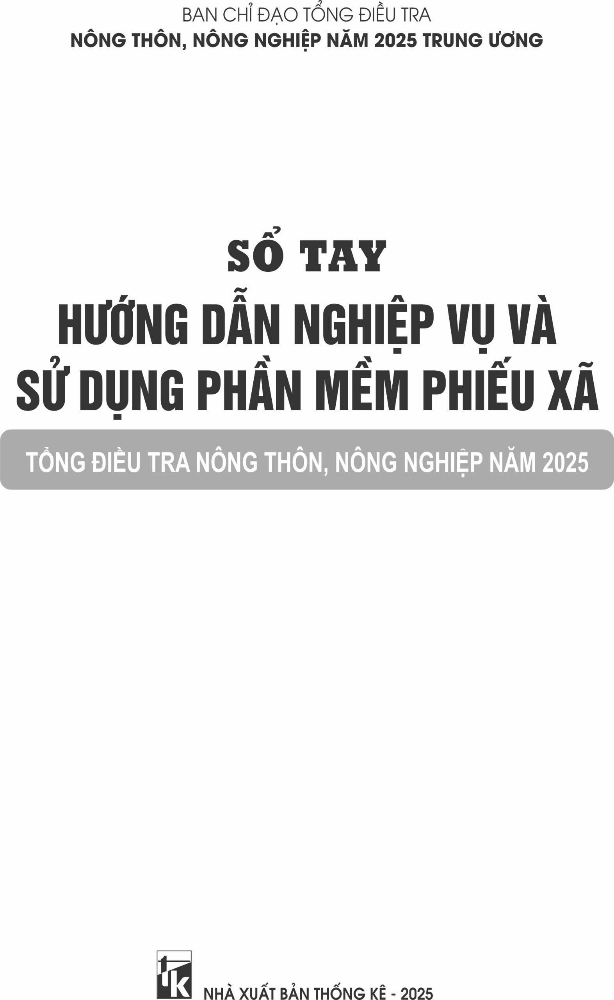 BAN CHỈ ĐẠO TỔNG ĐIỀU TRA
NÔNG THÔN, NÔNG NGHIỆP NĂM 2025 TRUNG ƯƠNG
SỔ TAY
HƯỚNG DẪN NGHIỆP VỤ VÀ
SỬ DỤNG PHẦN MỀM PHIẾU XÃ
TỔNG ĐIỀU TRA NÔNG THÔN, NÔNG NGHIỆP NĂM 2025
tk
NHÀ XUẤT BẢN THỐNG KÊ - 2025